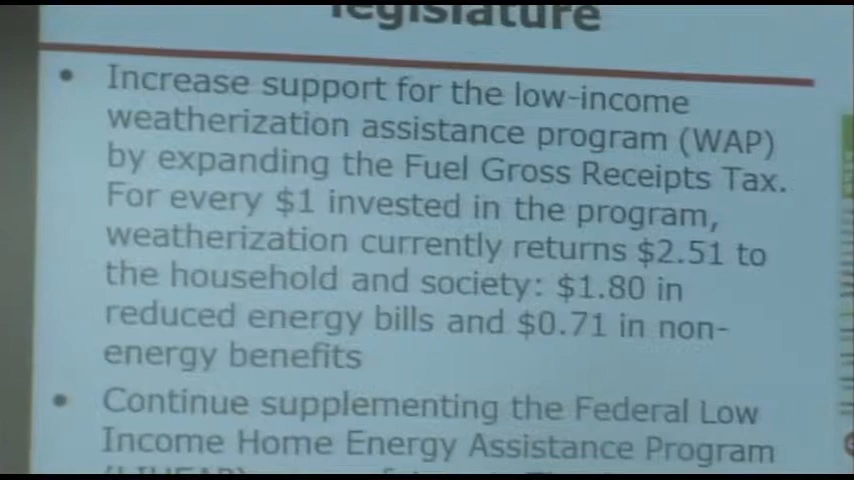 legislature
• Increase support for the low-income
weatherization assistance program (WAP)
by expanding the Fuel Gross Receipts Tax.
For every $1 invested in the program,
weatherization currently returns $2.51 to
the household and society: $1.80 in
reduced energy bills and $0.71 in non-
energy benefits
• Continue supplementing the Federal Low
Income Home Energy Assistance Program